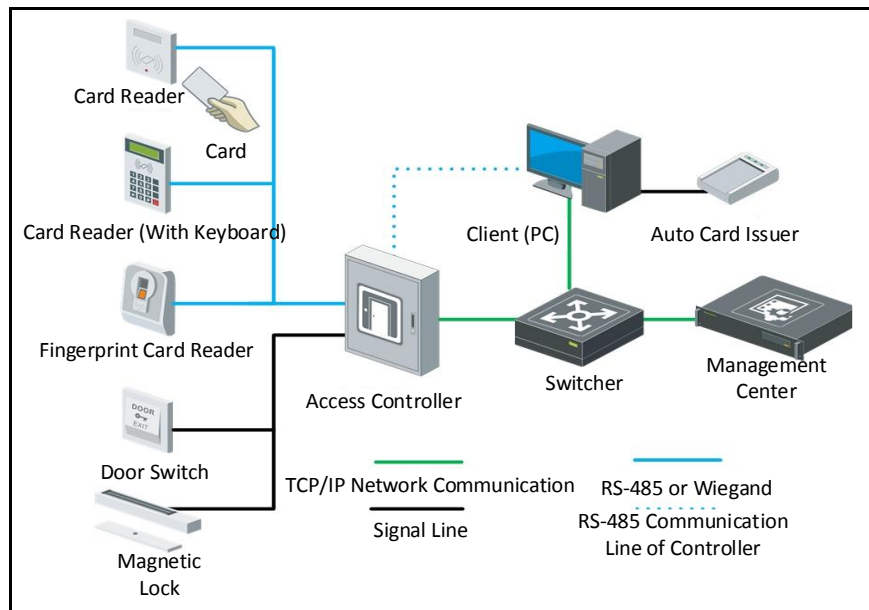 Card Reader
Card
Card Reader (With Keyboard)
Client (PC)
Auto Card Issuer
Fingerprint Card Reader
Access Controller
Switcher
Management
Center
DOOR
EXIT
Door Switch
TCP/IP Network Communication
RS-485 or Wiegand
Signal Line
RS-485 Communication
Line of Controller
Magnetic
Lock